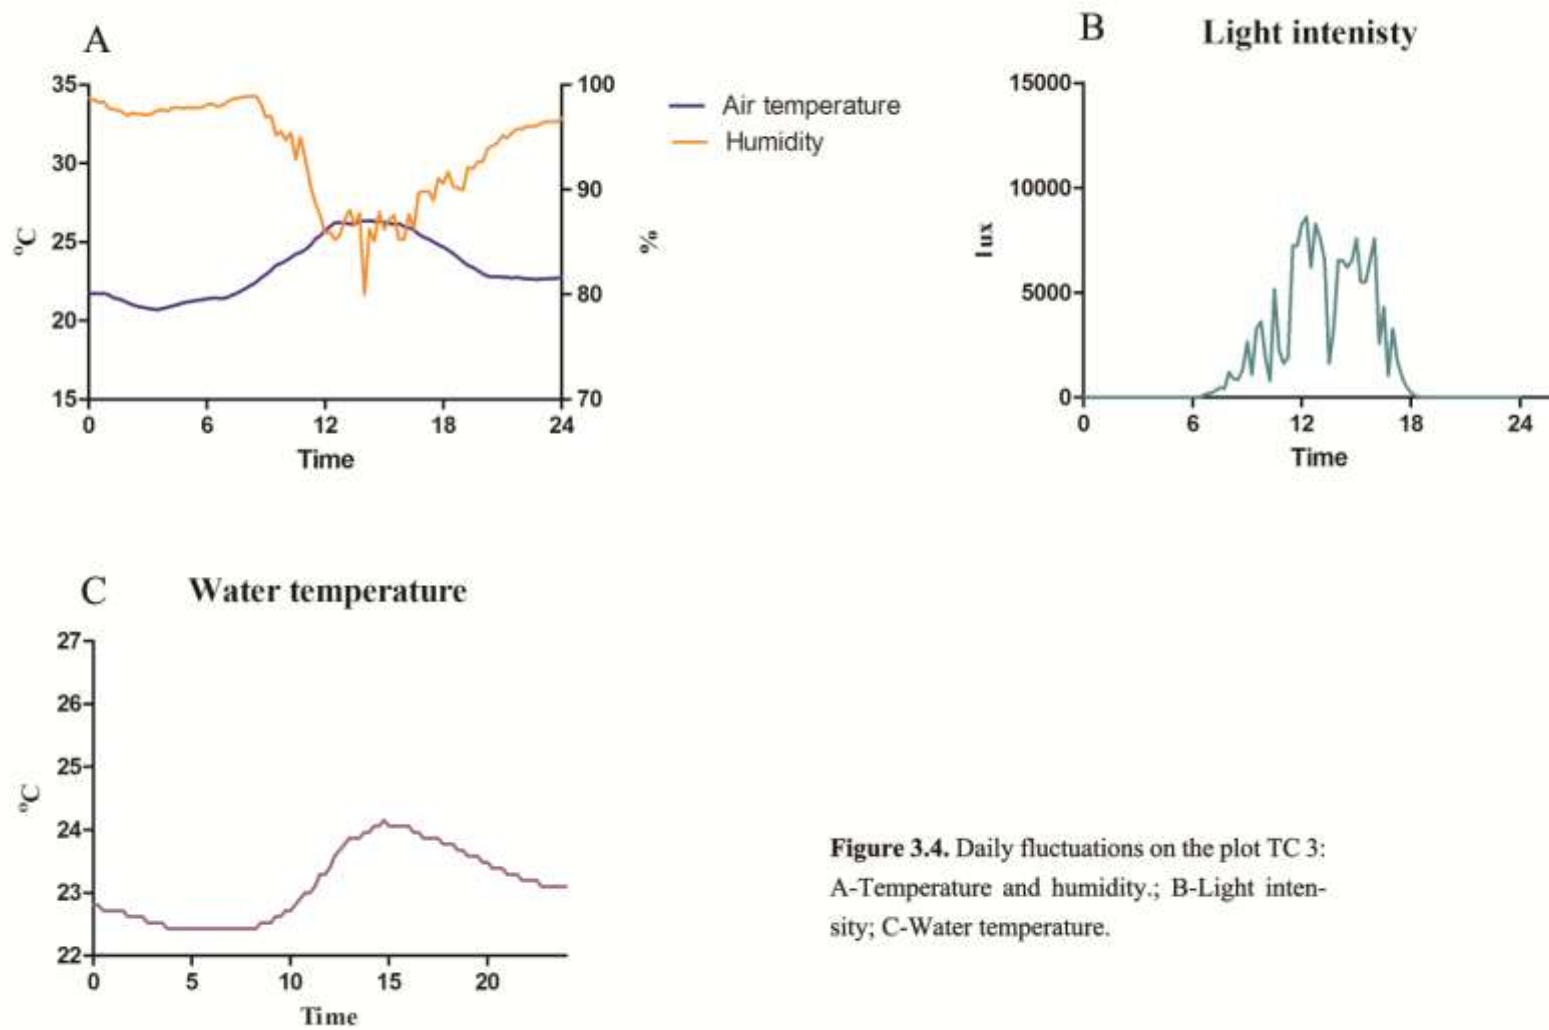 A
35
30
25
20
15
ºC
100
90
80
70
%
0 6 12 18 24
Time
Air temperature
Humidity
B
Light intenisty
15000
10000
5000
0
lux
0 6 12 18 24
Time
C
Water temperature
27
26
25
24
23
22
ºC
0 5 10 15 20
Time
Figure 3.4. Daily fluctuations on the plot TC 3:
A-Temperature and humidity.; B-Light inten-
sity; C-Water temperature.